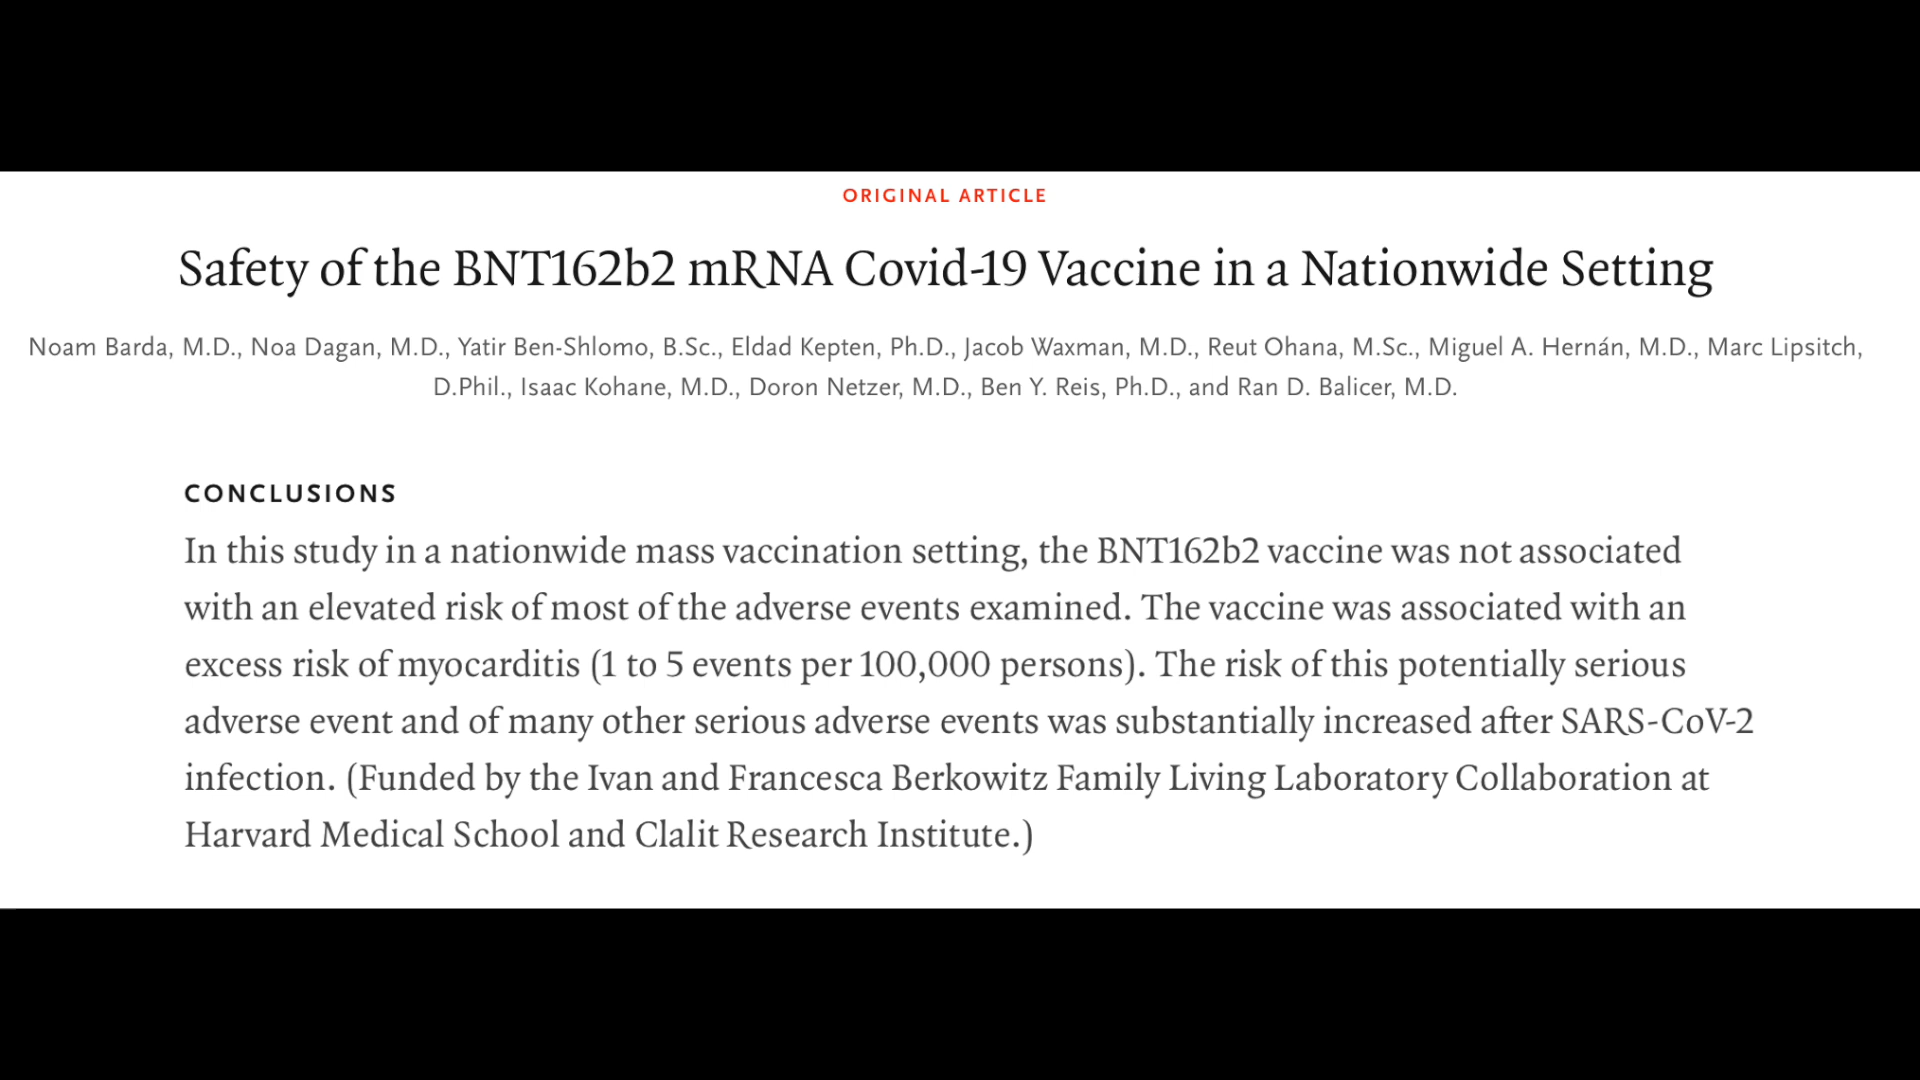 ORIGINAL ARTICLE
Safety of the BNT162b2 mRNA Covid-19 Vaccine in a Nationwide Setting
Noam Barda, M.D., Noa Dagan, M.D., Yatir Ben-Shlomo, B.Sc., Eldad Kepten, Ph.D., Jacob Waxman, M.D., Reut Ohana, M.Sc., Miguel A. Hernán, M.D., Marc Lipsitch,
D.Phil., Isaac Kohane, M.D., Doron Netzer, M.D., Ben Y. Reis, Ph.D., and Ran D. Balicer, M.D.
CONCLUSIONS
In this study in a nationwide mass vaccination setting, the BNT162b2 vaccine was not associated
with an elevated risk of most of the adverse events examined. The vaccine was associated with an
excess risk of myocarditis (1 to 5 events per 100,000 persons). The risk of this potentially serious
adverse event and of many other serious adverse events was substantially increased after SARS-CoV-2
infection. (Funded by the Ivan and Francesca Berkowitz Family Living Laboratory Collaboration at
Harvard Medical School and Clalit Research Institute.)